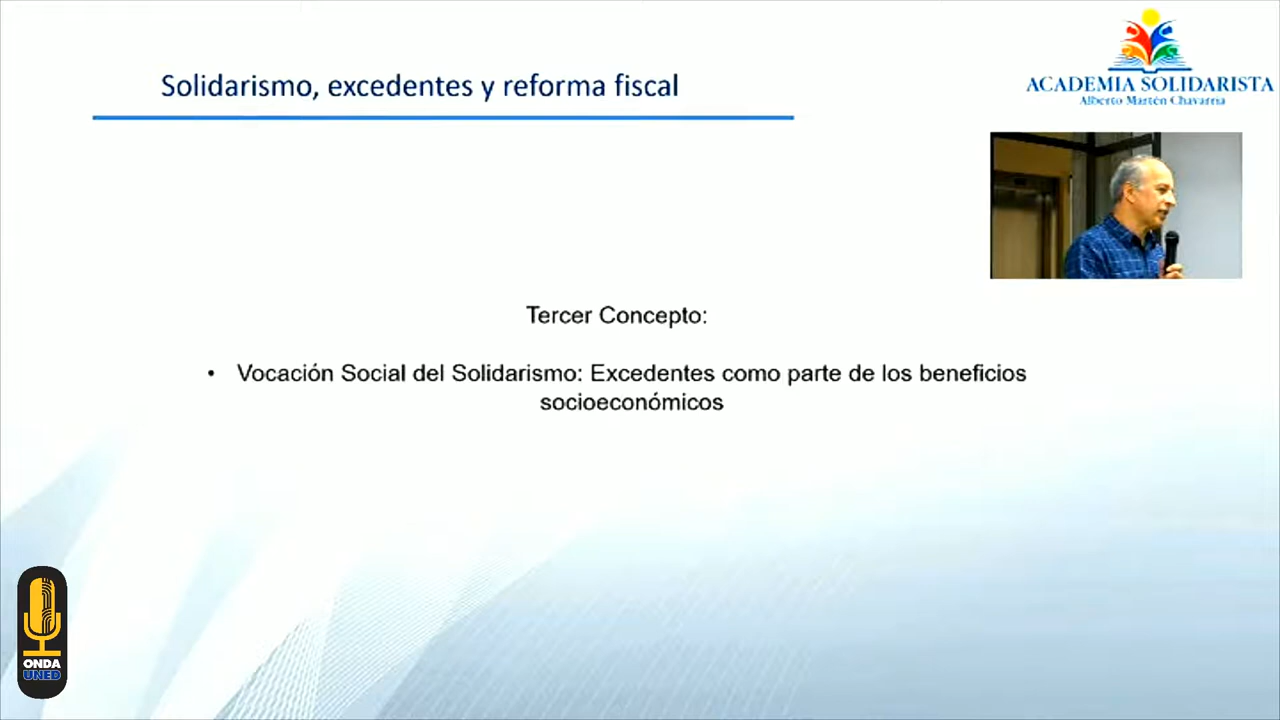 Solidarismo, excedentes y reforma fiscal
ACADEMIA SOLIDARISTA
Alberto Martén Chavarría
Tercer Concepto:
• Vocación Social del Solidarismo: Excedentes como parte de los beneficios
socioeconómicos
ONDA
UNED